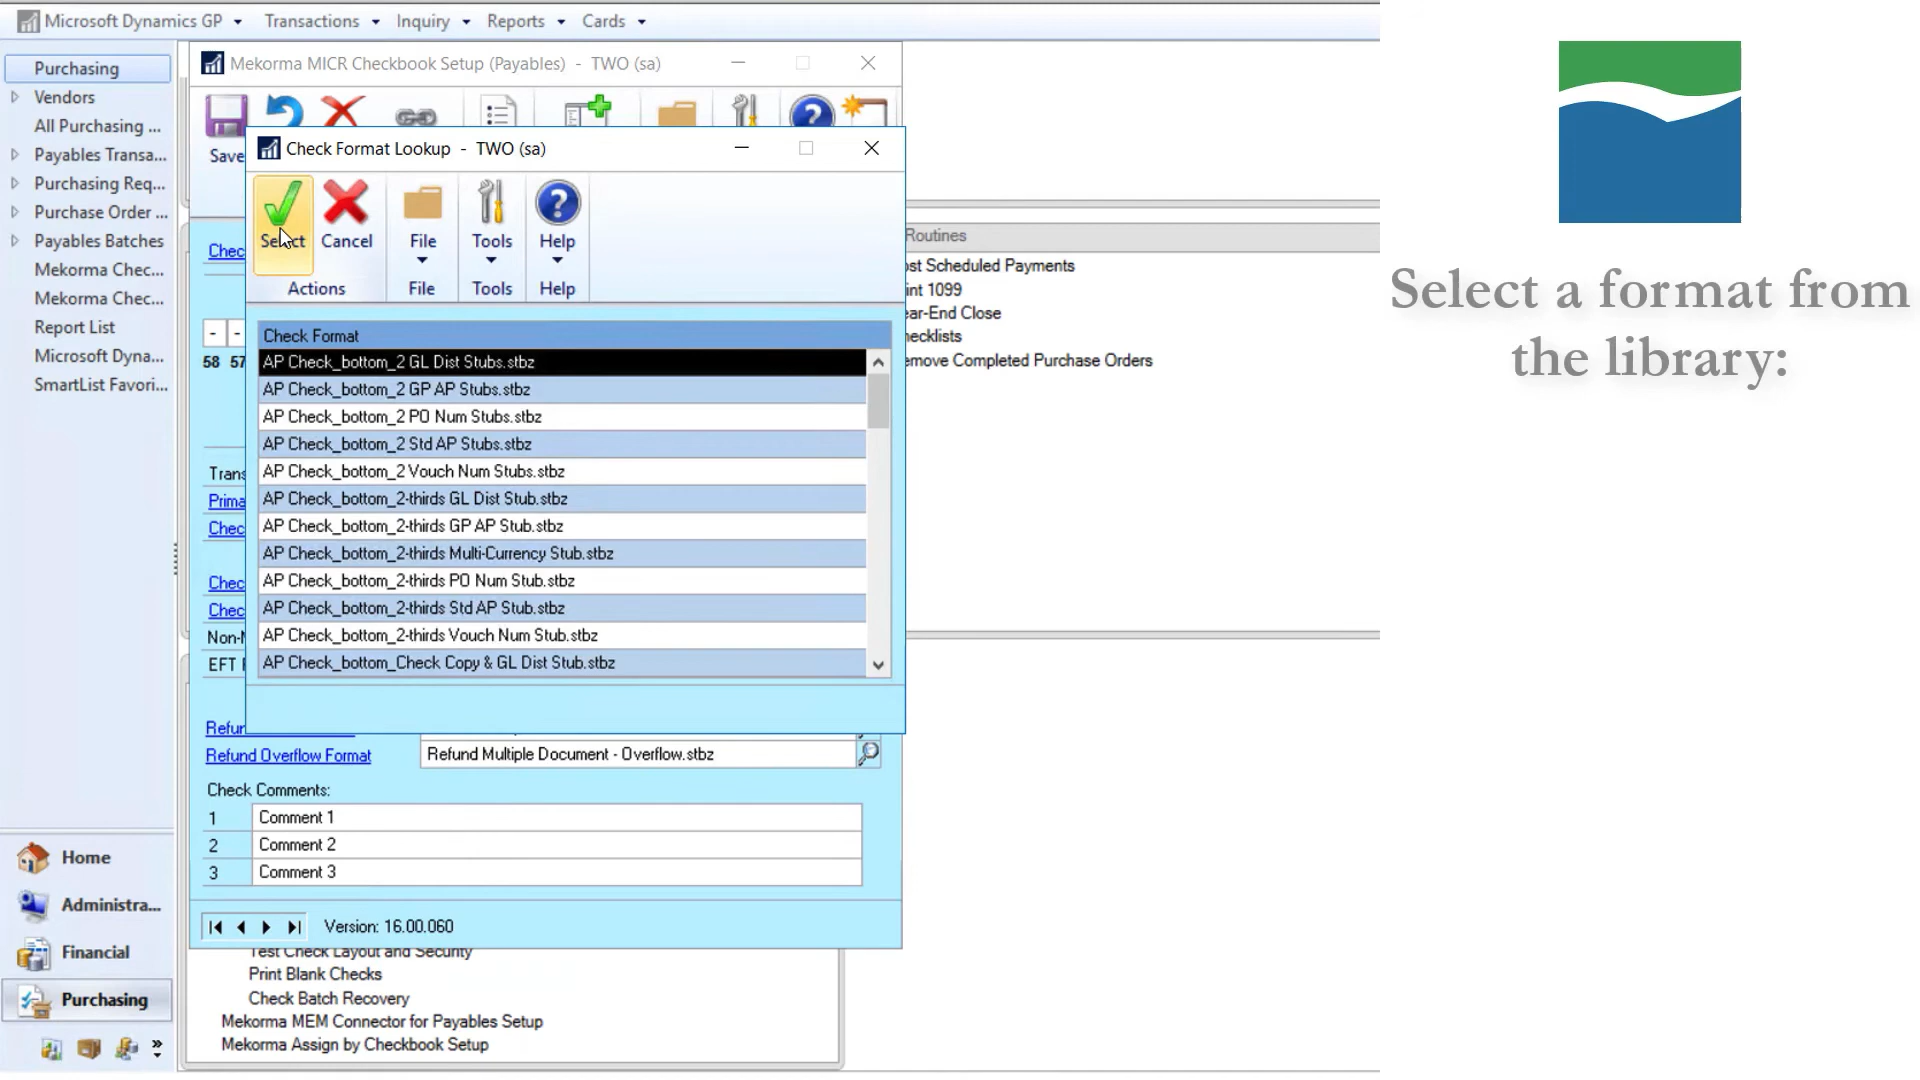 Microsoft Dynamics GP Transactions Inquiry Reports Cards
Purchasing
Vendors
All Purchasing ...
Payables Transa...
Purchasing Req...
Purchase Order ...
Payables Batches
Mekorma Chec...
Mekorma Chec...
Report List
Microsoft Dyna...
SmartList Favori...
Home
Administra...
Financial
Purchasing
Mekorma MICR Checkbook Setup (Payables) - TWO (sa)
Save
Check Format Lookup - TWO (sa)
Select Cancel File Tools Help
Actions File Tools Help
Chec
- -
58 57
Trans
Prima
Chec
Chec
Chec
Non-N
EFT F
Refun
Check Format
AP Check_bottom_2 GL Dist Stubs.stbz
AP Check_bottom_2 GP AP Stubs.stbz
AP Check_bottom_2 PO Num Stubs.stbz
AP Check_bottom_2 Std AP Stubs.stbz
AP Check_bottom_2 Vouch Num Stubs.stbz
AP Check_bottom_2-thirds GL Dist Stub.stbz
AP Check_bottom_2-thirds GP AP Stub.stbz
AP Check_bottom_2-thirds Multi-Currency Stub.stbz
AP Check_bottom_2-thirds PO Num Stub.stbz
AP Check_bottom_2-thirds Std AP Stub.stbz
AP Check_bottom_2-thirds Vouch Num Stub.stbz
AP Check_bottom_Check Copy & GL Dist Stub.stbz
Refund Overflow Format Refund Multiple Document - Overflow.stbz
Check Comments:
1 Comment 1
2 Comment 2
3 Comment 3
Version: 16.00.060
Test Check Layout and Security
Print Blank Checks
Check Batch Recovery
Mekorma MEM Connector for Payables Setup
Mekorma Assign by Checkbook Setup
Routines
ost Scheduled Payments
int 1099
ear-End Close
hecklists
emove Completed Purchase Orders
Select a format from
the library: